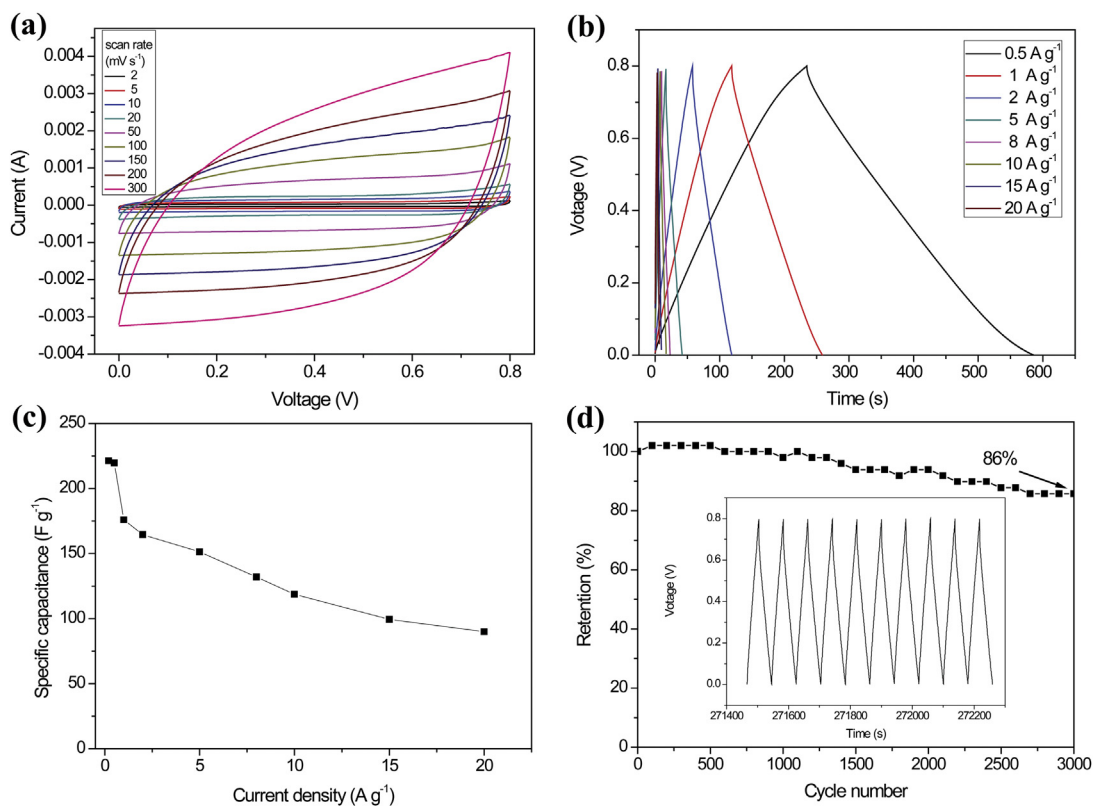 (a)
scan rate
(mV s⁻¹)
2
5
10
20
50
100
150
200
300
0.004
0.003
0.002
0.001
0.000
-0.001
-0.002
-0.003
-0.004
Current (A)
0.0 0.2 0.4 0.6 0.8
Voltage (V)
(b)
0.5 A g⁻¹
1 A g⁻¹
2 A g⁻¹
5 A g⁻¹
8 A g⁻¹
10 A g⁻¹
15 A g⁻¹
20 A g⁻¹
0.8
0.6
0.4
0.2
0.0
Votage (V)
0 100 200 300 400 500 600
Time (s)
(c)
250
200
150
100
50
0
Specific capacitance (F g⁻¹)
0 5 10 15 20
Current density (A g⁻¹)
(d)
100
80
60
40
20
0
Retention (%)
86%
0.8
0.6
0.4
0.2
0.0
Votage (V)
271400 271600 271800 272000 272200
Time (s)
0 500 1000 1500 2000 2500 3000
Cycle number